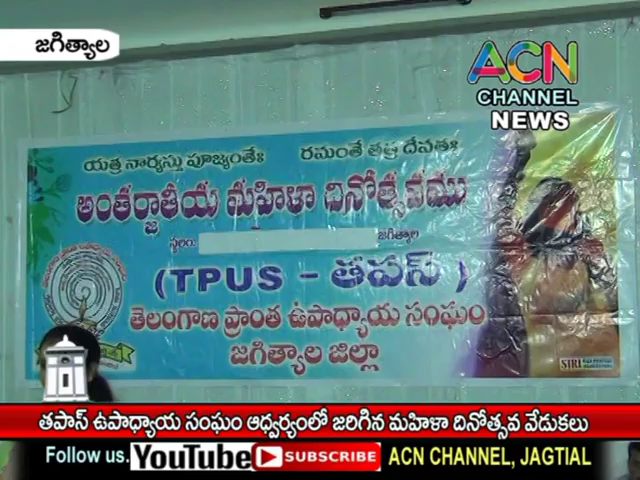 జగిత్యాల
ACN
CHANNEL
NEWS
యత్ర నార్యస్తు పూజ్యంతేః రమంతే తత్ర దేవతః
అంతర్జాతీయ మహిళా దినోత్సవము
స్థలం: జగిత్యాల
(TPUS – తపస్ )
తెలంగాణ ప్రాంత ఉపాధ్యాయ సంఘం
జగిత్యాల జిల్లా
SIRI
తపాస్ ఉపాధ్యాయ సంఘం ఆధ్వర్యంలో జరిగిన మహిళా దినోత్సవ వేడుకలు
Follow us. YouTube SUBSCRIBE ACN CHANNEL, JAGTIAL